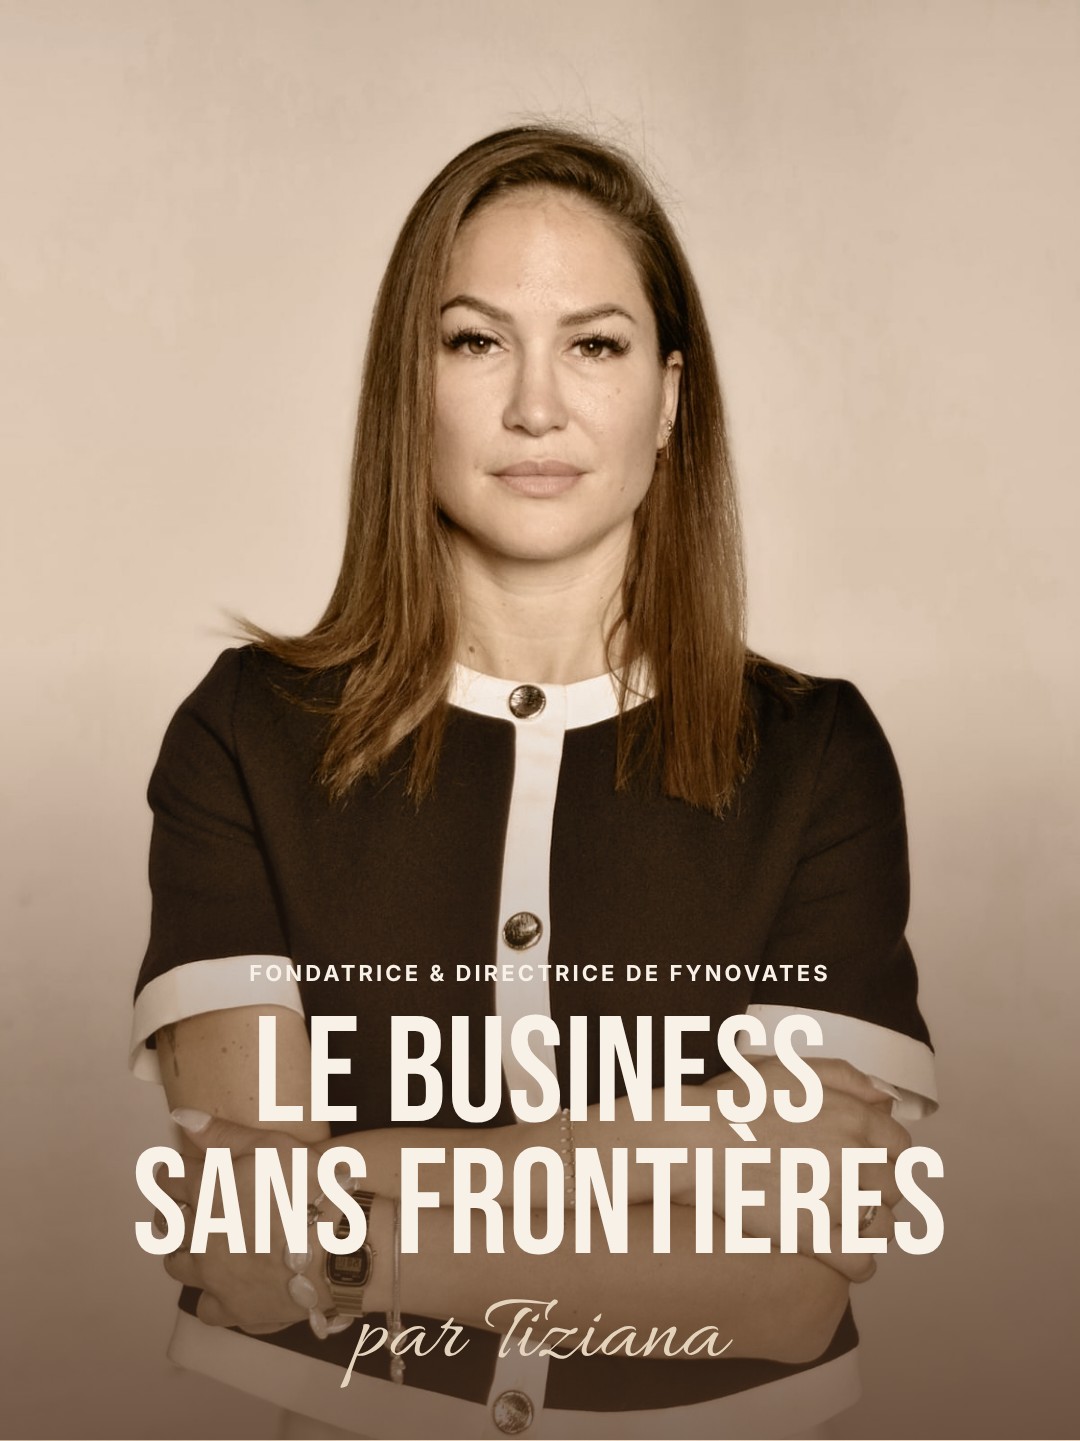 FONDATRICE & DIRECTRICE DE FYNOVATES
LE BUSINESS
SANS FRONTIÈRES
par Tiziana